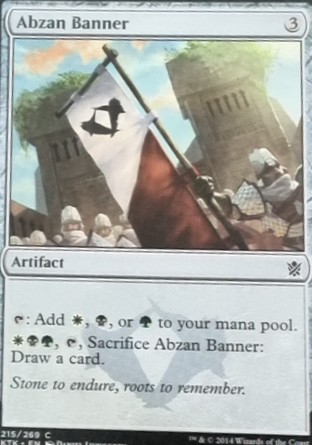 Abzan Banner 3
Artifact
: Add , , or to your mana pool.
, , Sacrifice Abzan Banner:
Draw a card.
Stone to endure, roots to remember.
215/269 C
KTK • EN
™ & © 2014 Wizards of the Coast